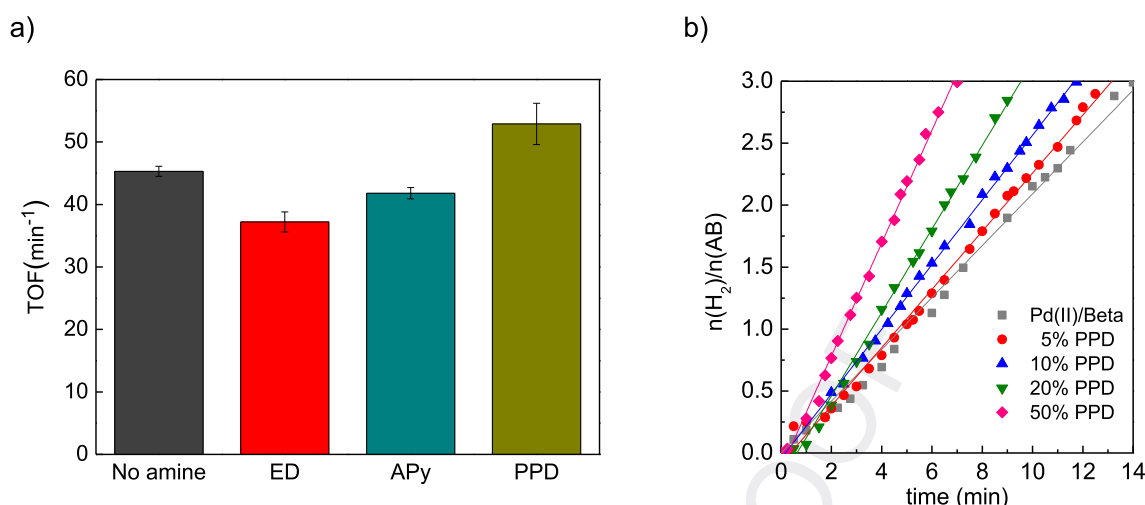 a)
TOF(min⁻¹)
60
50
40
30
20
10
0
No amine ED APy PPD
b)
n(H₂)/n(AB)
3.0
2.5
2.0
1.5
1.0
0.5
0.0
Pd(II)/Beta
5% PPD
10% PPD
20% PPD
50% PPD
0 2 4 6 8 10 12 14
time (min)